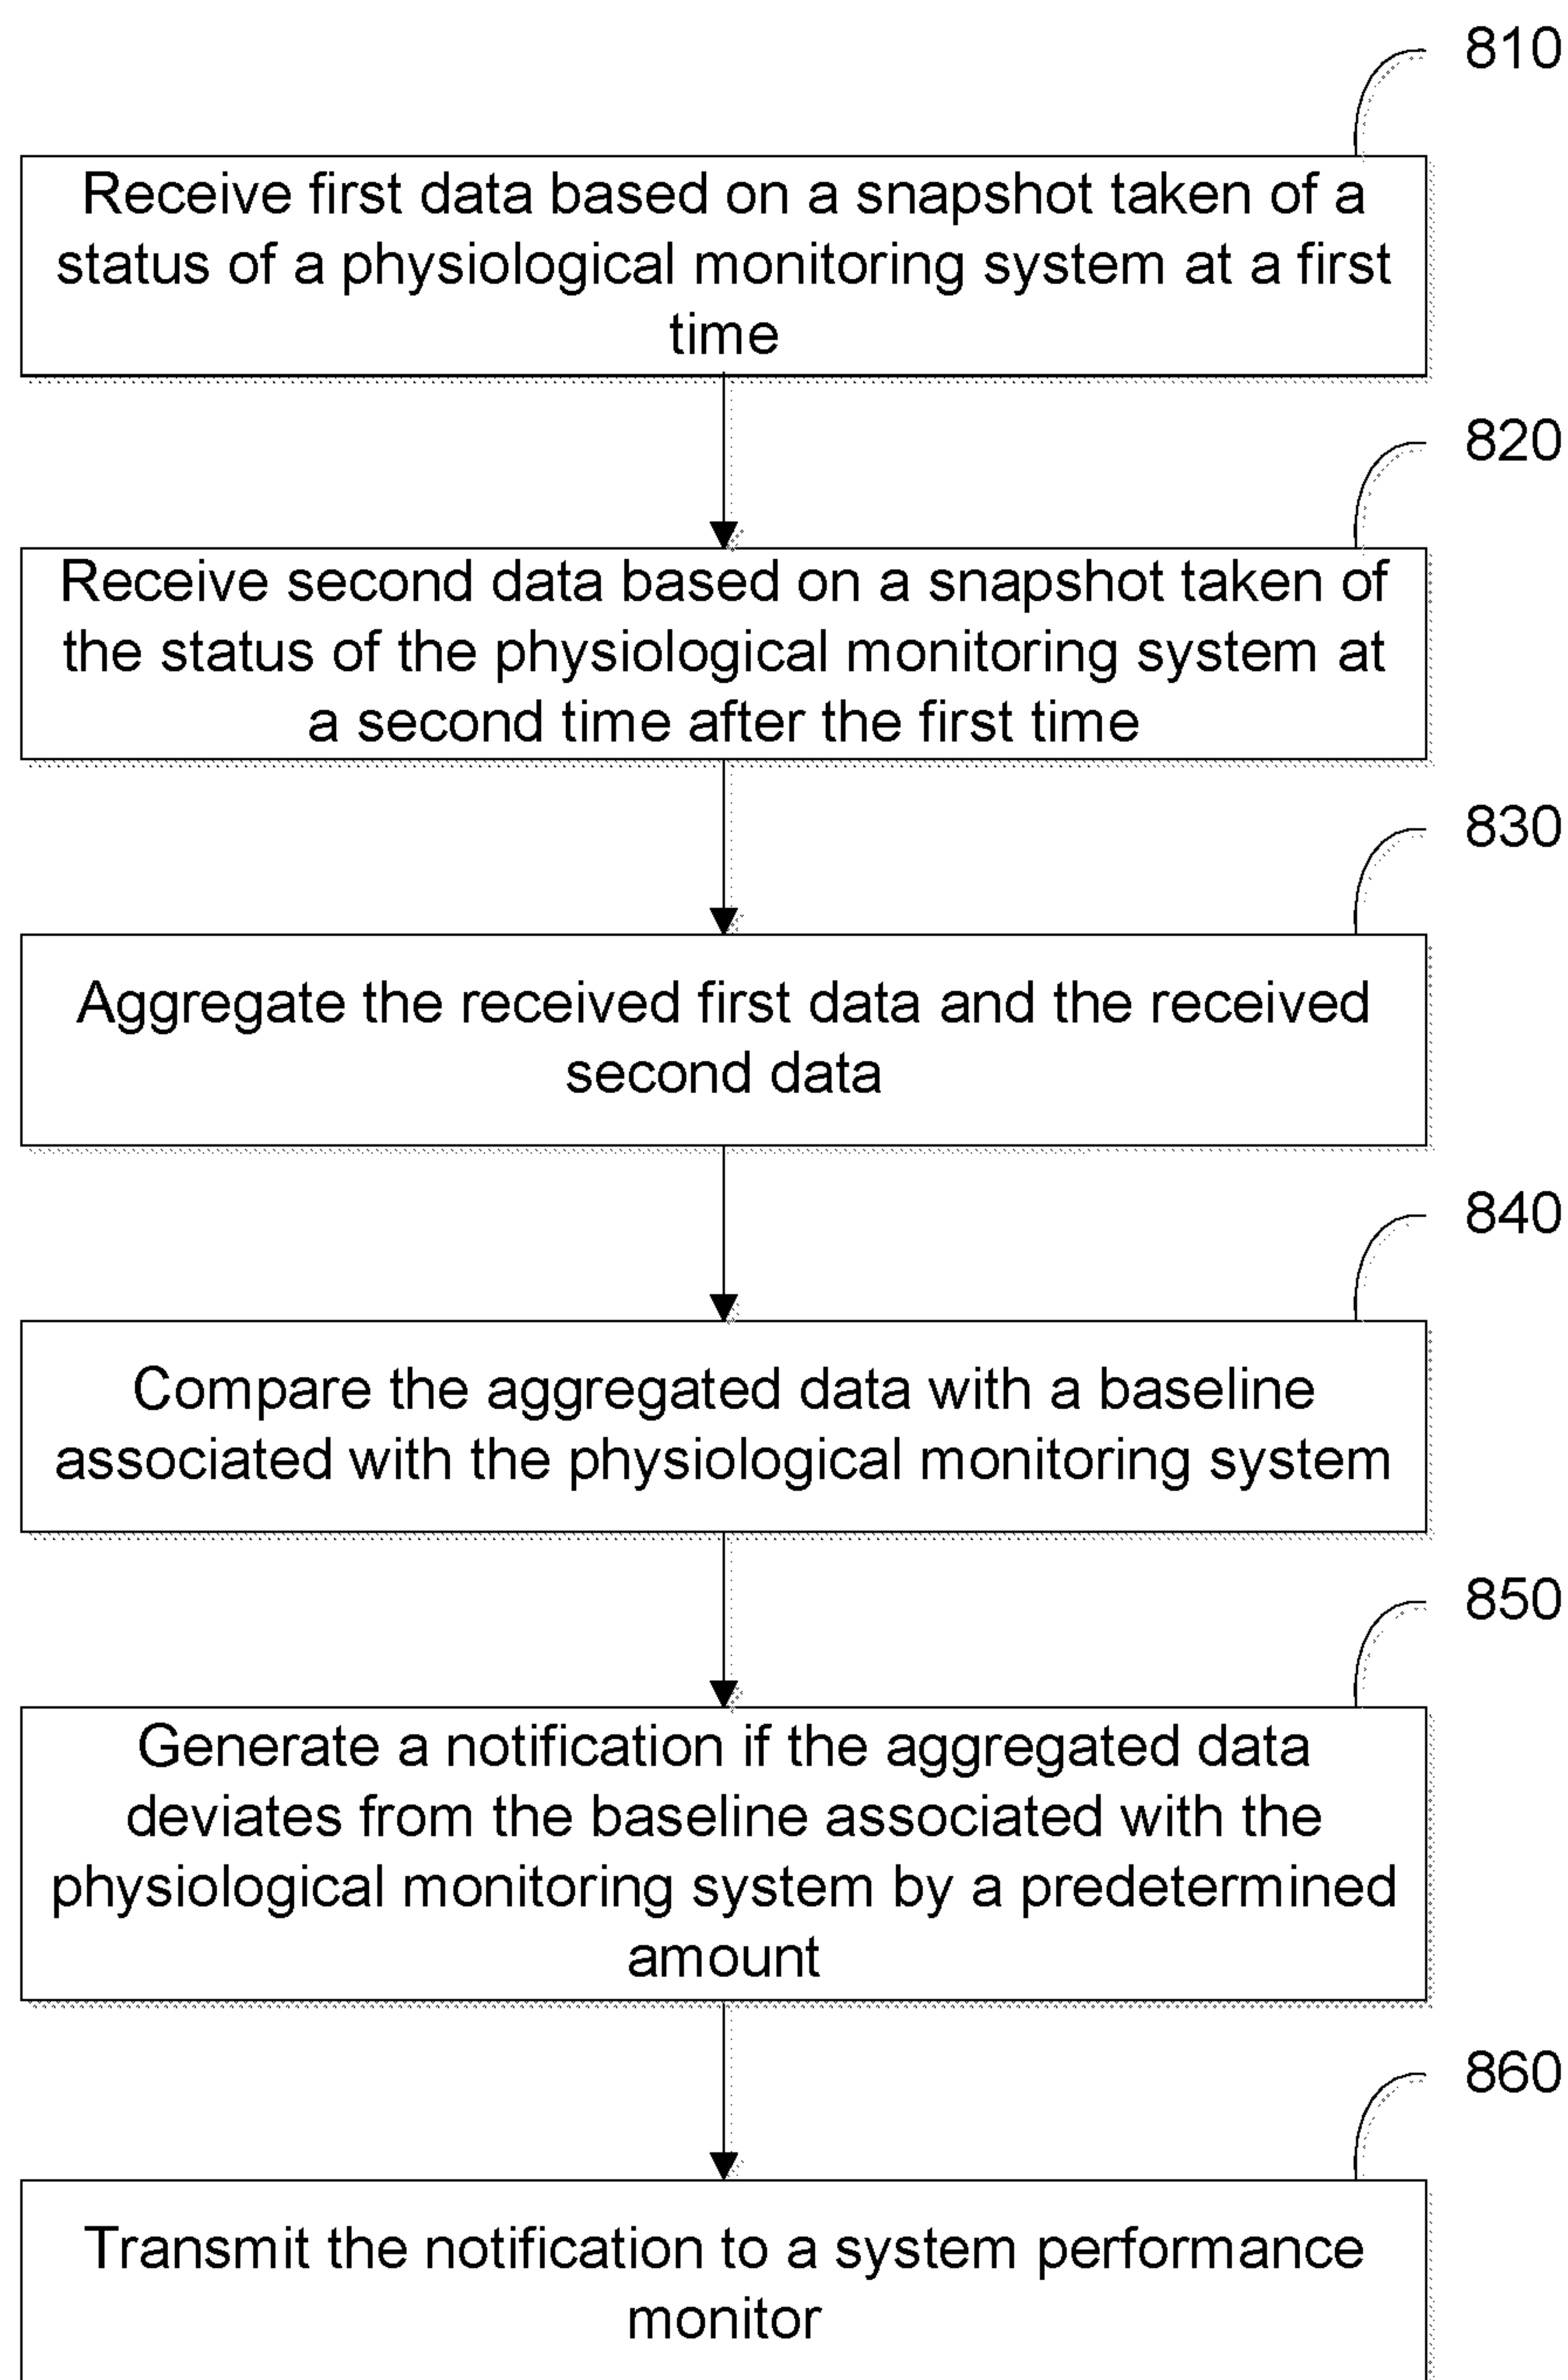 810
Receive first data based on a snapshot taken of a
status of a physiological monitoring system at a first
time
820
Receive second data based on a snapshot taken of
the status of the physiological monitoring system at
a second time after the first time
830
Aggregate the received first data and the received
second data
840
Compare the aggregated data with a baseline
associated with the physiological monitoring system
850
Generate a notification if the aggregated data
deviates from the baseline associated with the
physiological monitoring system by a predetermined
amount
860
Transmit the notification to a system performance
monitor